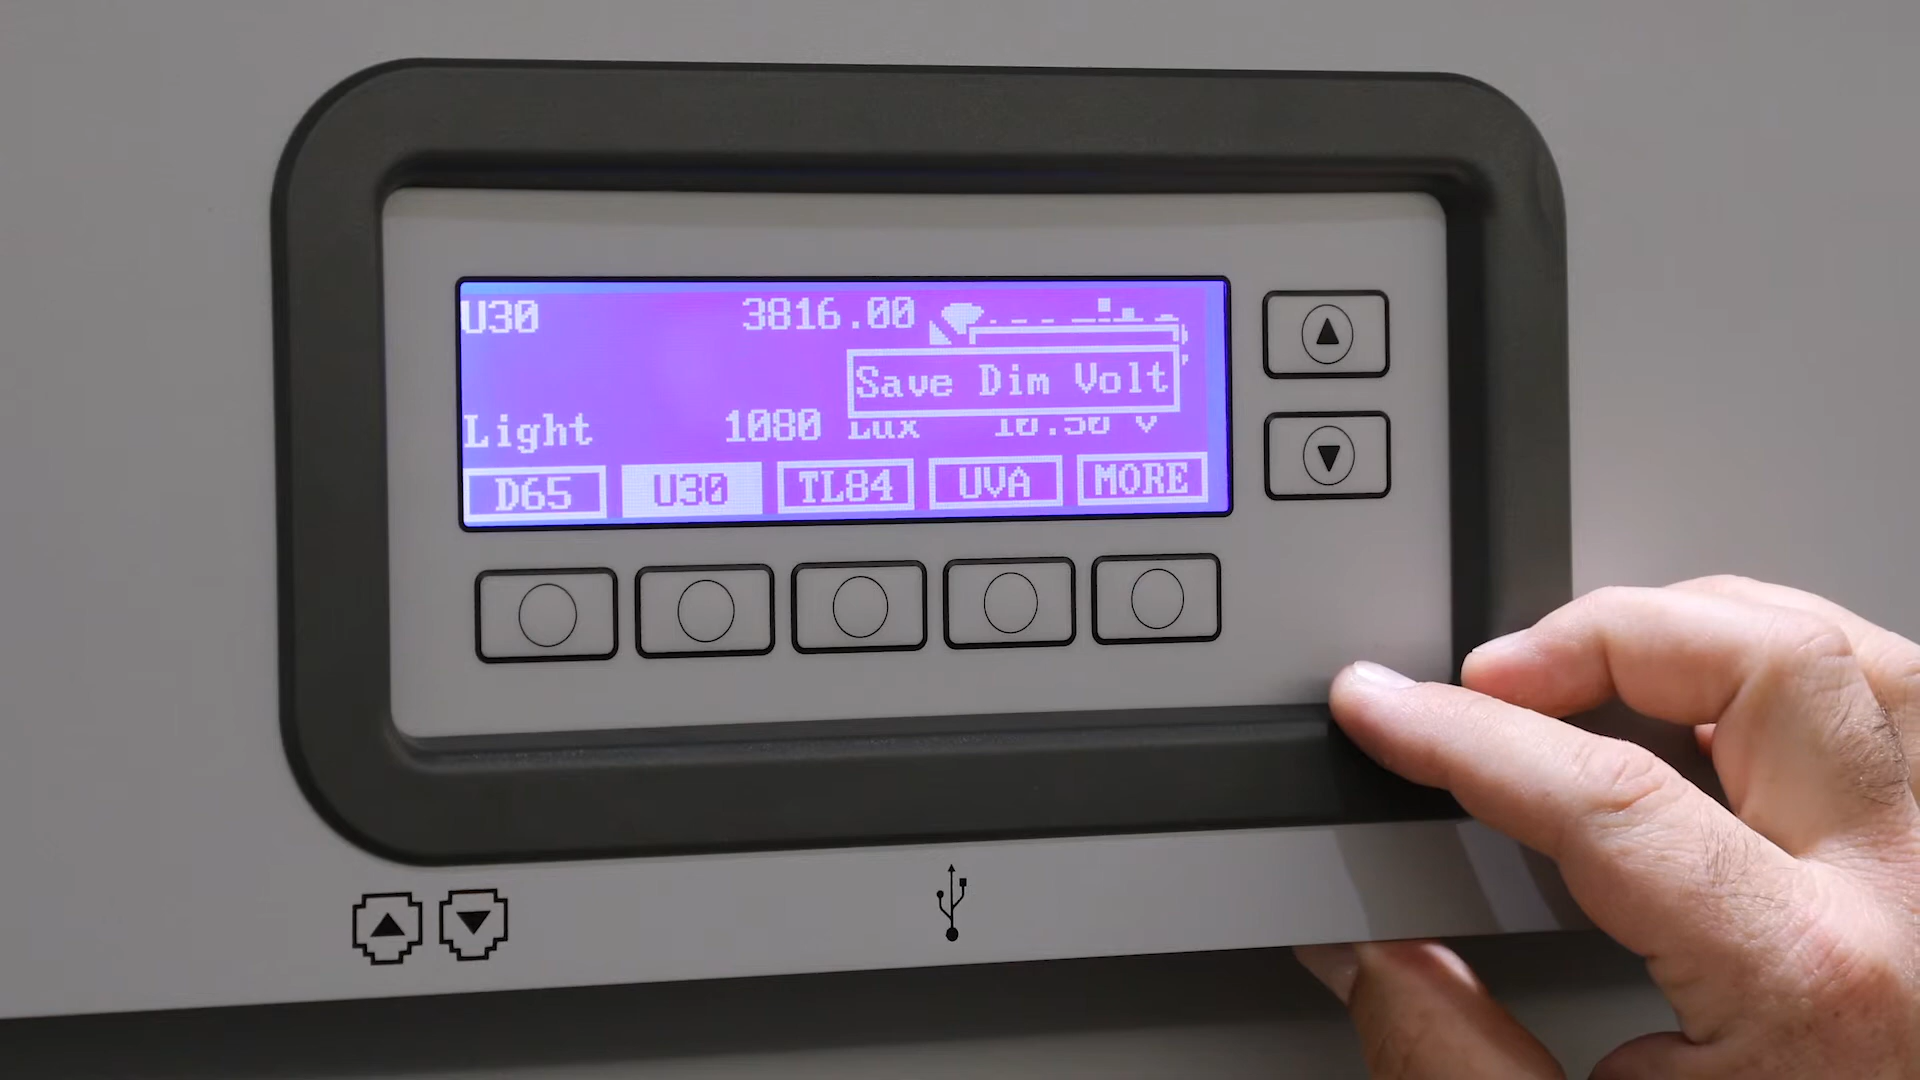 U30 3816.00
Save Dim Volt
Light 1080 Lux
D65 U30 TL84 UVA MORE